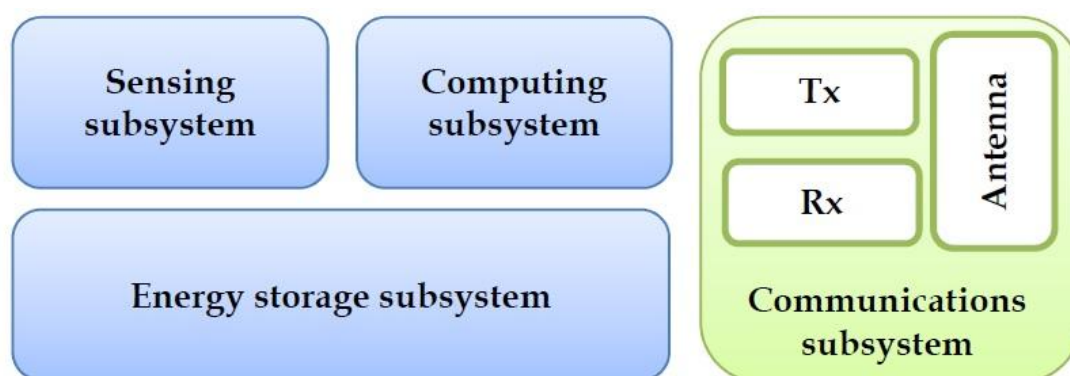 Sensing
subsystem
Computing
subsystem
Energy storage subsystem
Tx
Rx
Antenna
Communications
subsystem